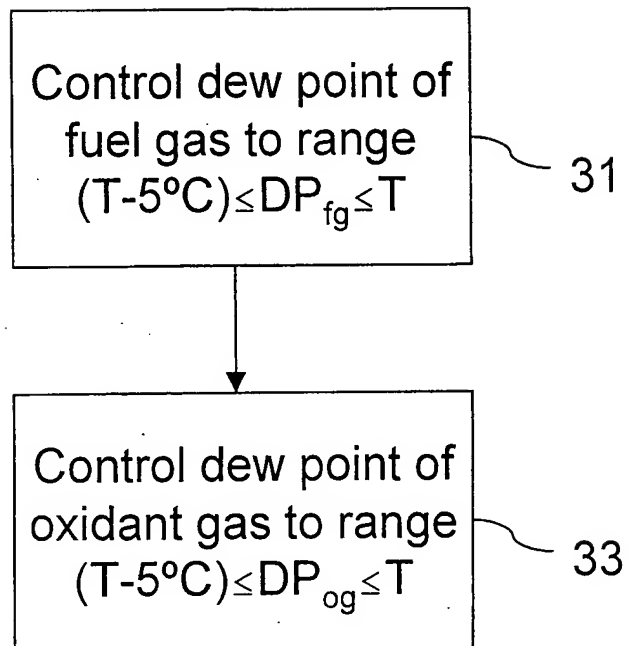 Control dew point of
fuel gas to range
(T-5ºC)≤DPfg≤T
31
Control dew point of
oxidant gas to range
(T-5ºC)≤DPog≤T
33